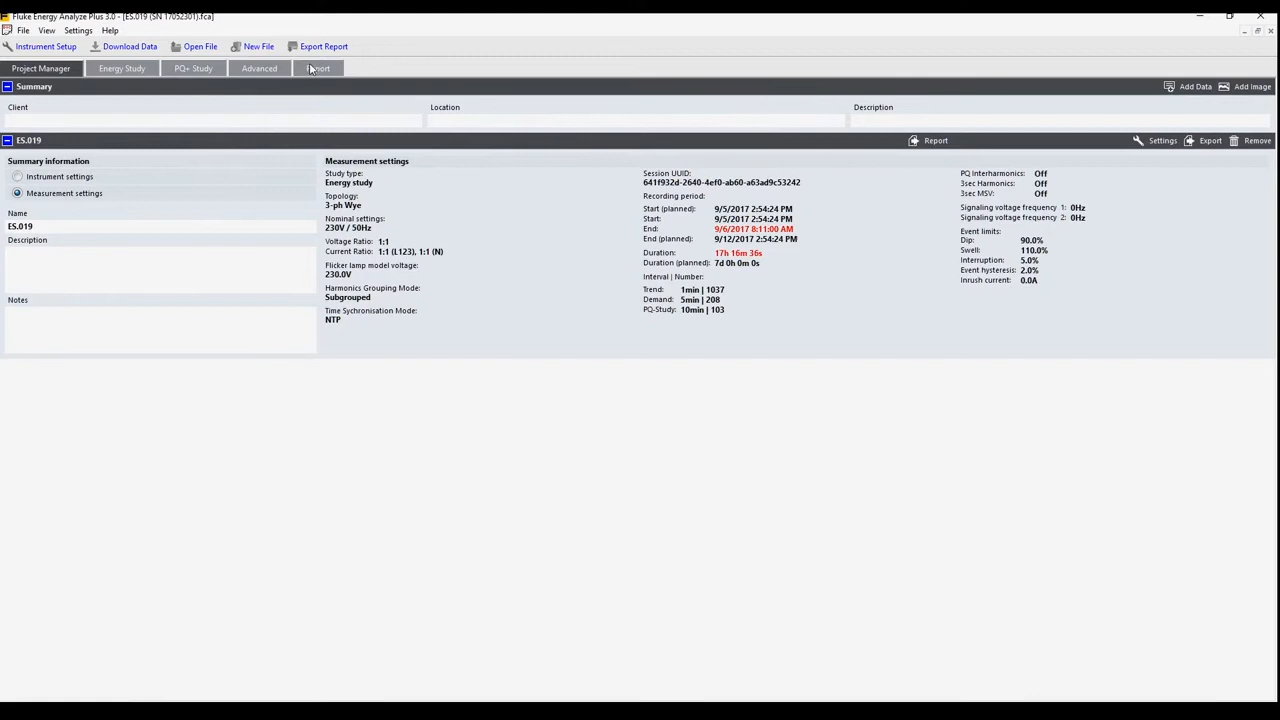 Fluke Energy Analyze Plus 3.0 - [ES.019 (SN 17052301).fca]
File View Settings Help
Instrument Setup Download Data Open File New File Export Report
Project Manager Energy Study PQ+ Study Advanced
Summary Add Data Add Image
Client Location Description
ES.019 Report Settings Export Remove
Summary information
Instrument settings
Measurement settings
Name
ES.019
Description
Notes
Measurement settings
Study type:
Energy study
Topology:
3-ph Wye
Nominal settings:
230V / 50Hz
Voltage Ratio: 1:1
Current Ratio: 1:1 (L123), 1:1 (N)
Flicker lamp model voltage:
230.0V
Harmonics Grouping Mode:
Subgrouped
Time Sychronisation Mode:
NTP
Session UUID:
641f932d-2640-4ef0-ab60-a63ad9c53242
Recording period:
Start (planned): 9/5/2017 2:54:24 PM
Start: 9/5/2017 2:54:24 PM
End: 9/6/2017 8:11:00 AM
End (planned): 9/12/2017 2:54:24 PM
Duration: 17h 16m 36s
Duration (planned): 7d 0h 0m 0s
Interval | Number:
Trend: 1min | 1037
Demand: 5min | 208
PQ-Study: 10min | 103
PQ Interharmonics: Off
3sec Harmonics: Off
3sec MSV: Off
Signaling voltage frequency 1: 0Hz
Signaling voltage frequency 2: 0Hz
Event limits:
Dip: 90.0%
Swell: 110.0%
Interruption: 5.0%
Event hysteresis: 2.0%
Inrush current: 0.0A